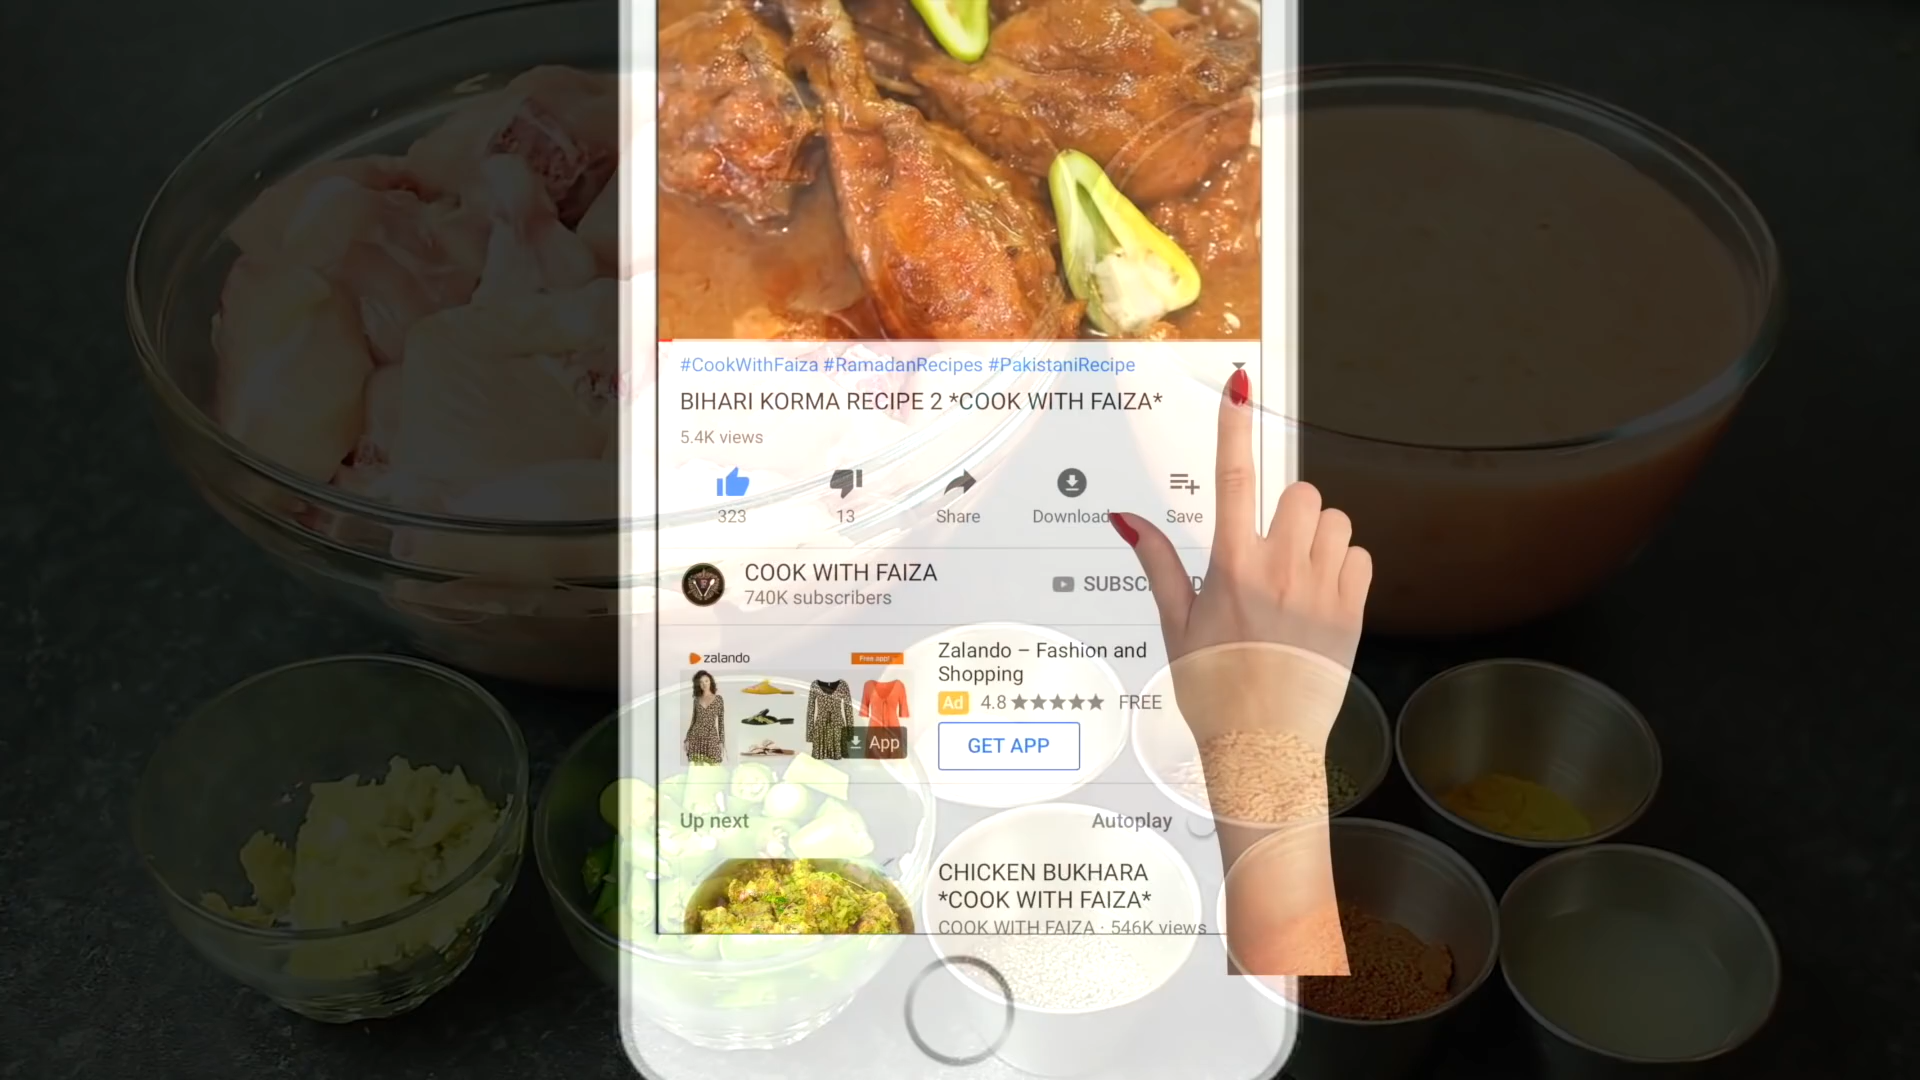 #CookWithFaiza #RamadanRecipes #PakistaniRecipe
BIHARI KORMA RECIPE 2 *COOK WITH FAIZA*
5.4K views
323
13
Share
Download
Save
COOK WITH FAIZA
740K subscribers
zalando
Free app!
App
Zalando – Fashion and
Shopping
Ad 4.8 FREE
GET APP
Up next
Autoplay
CHICKEN BUKHARA
*COOK WITH FAIZA*
COOK WITH FAIZA · 546K views